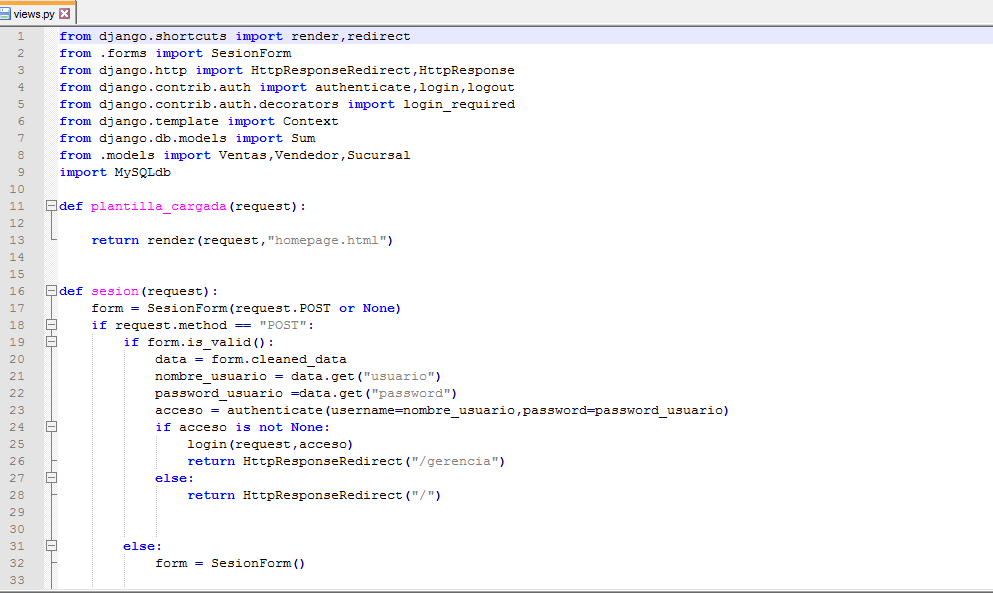 views.py
1 from django.shortcuts import render,redirect
2 from .forms import SesionForm
3 from django.http import HttpResponseRedirect,HttpResponse
4 from django.contrib.auth import authenticate,login,logout
5 from django.contrib.auth.decorators import login_required
6 from django.template import Context
7 from django.db.models import Sum
8 from .models import Ventas,Vendedor,Sucursal
9 import MySQLdb
10
11 def plantilla_cargada(request):
12
13     return render(request,"homepage.html")
14
15
16 def sesion(request):
17     form = SesionForm(request.POST or None)
18     if request.method == "POST":
19         if form.is_valid():
20             data = form.cleaned_data
21             nombre_usuario = data.get("usuario")
22             password_usuario =data.get("password")
23             acceso = authenticate(username=nombre_usuario,password=password_usuario)
24             if acceso is not None:
25                 login(request,acceso)
26                 return HttpResponseRedirect("/gerencia")
27             else:
28                 return HttpResponseRedirect("/")
29
30
31         else:
32             form = SesionForm()
33